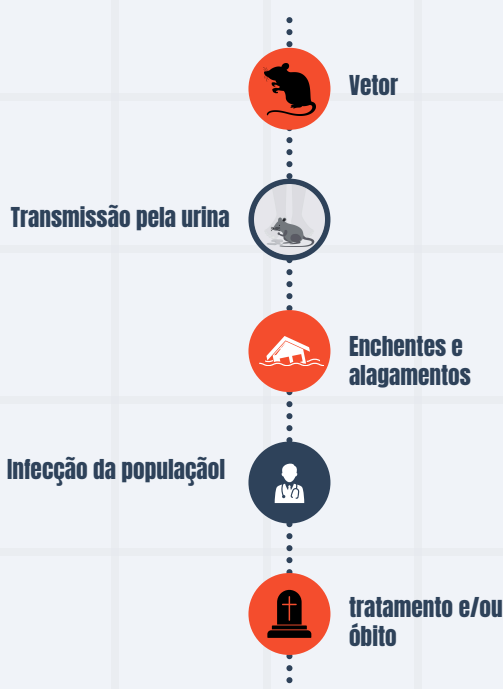 Vetor
Transmissão pela urina
Enchentes e
alagamentos
Infecção da populaçãol
tratamento e/ou
óbito